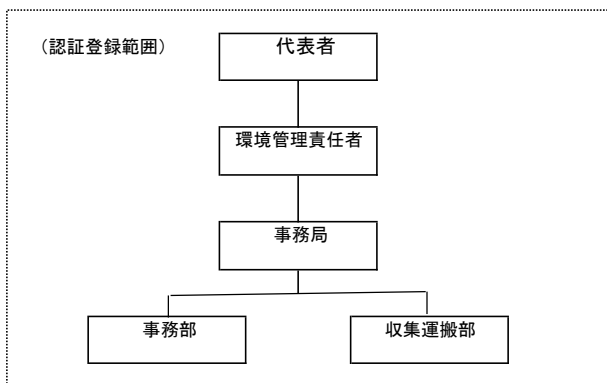 （認証登録範囲）
代表者
環境管理責任者
事務局
事務部
収集運搬部